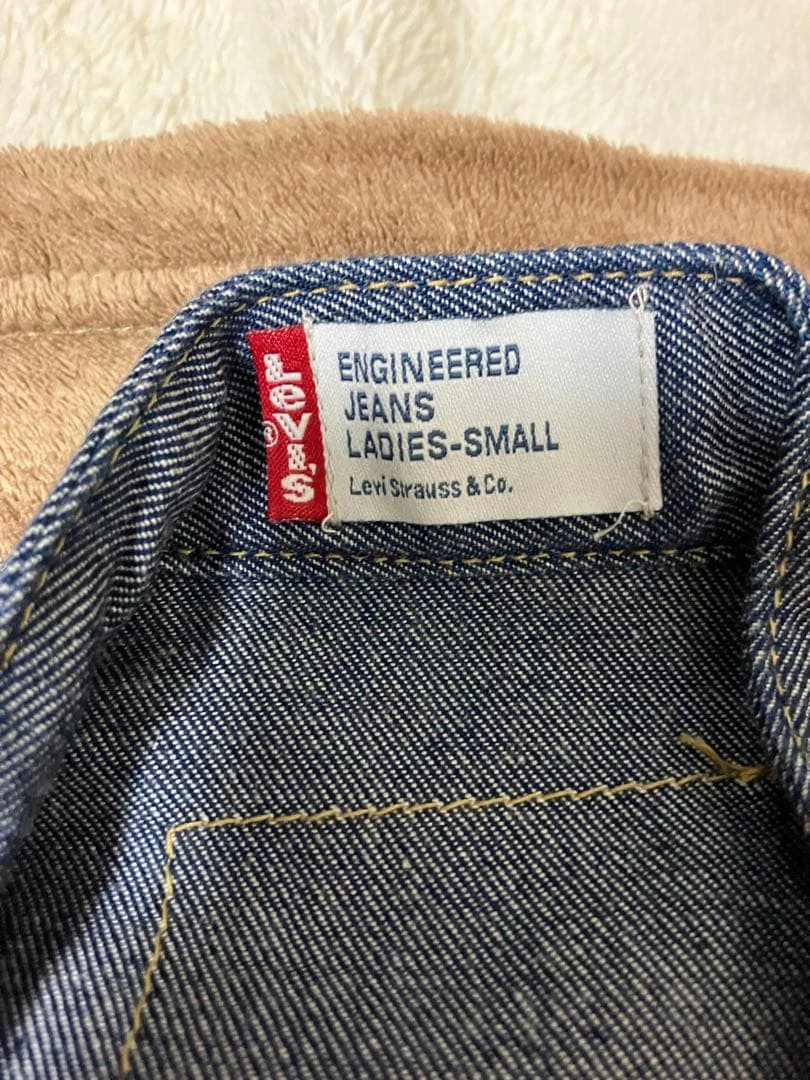 LEVI'S®
ENGINEERED
JEANS
LADIES-SMALL
Levi Strauss & Co.